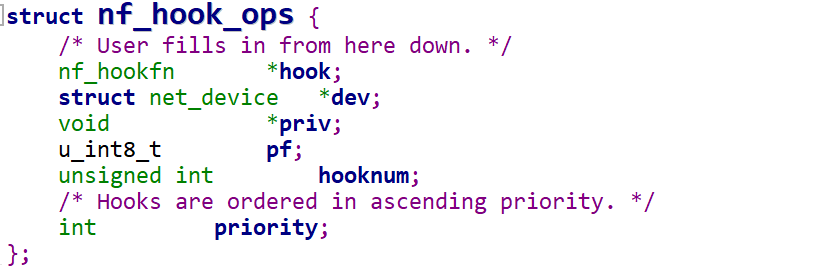 struct nf_hook_ops {
/* User fills in from here down. */
nf_hookfn *hook;
struct net_device *dev;
void *priv;
u_int8_t pf;
unsigned int hooknum;
/* Hooks are ordered in ascending priority. */
int priority;
};